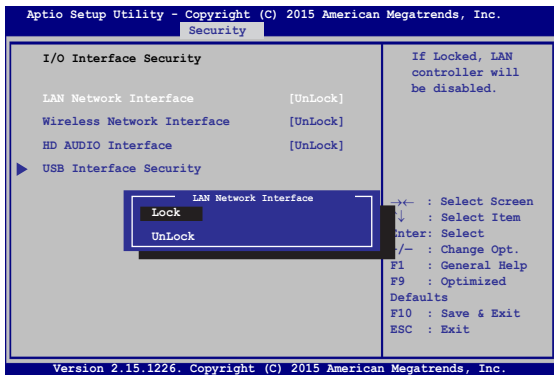 Aptio Setup Utility - Copyright (C) 2015 American Megatrends, Inc.
Security
I/O Interface Security
LAN Network Interface [UnLock]
Wireless Network Interface [UnLock]
HD AUDIO Interface [UnLock]
USB Interface Security
LAN Network Interface
Lock
UnLock
If Locked, LAN
controller will
be disabled.
→← : Select Screen
↓ : Select Item
Enter: Select
/— : Change Opt.
F1 : General Help
F9 : Optimized
Defaults
F10 : Save & Exit
ESC : Exit
Version 2.15.1226. Copyright (C) 2015 American Megatrends, Inc.